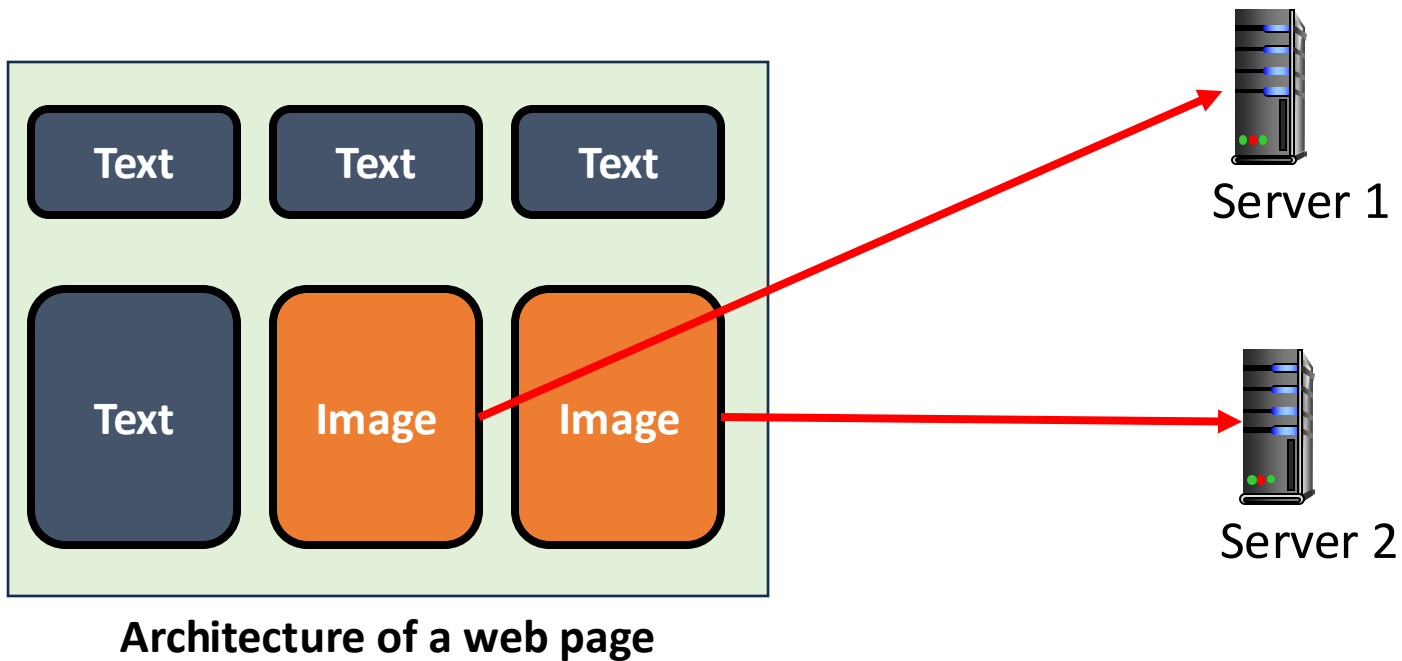 Text
Text
Text
Server 1
Text
Image
Image
Server 2
Architecture of a web page